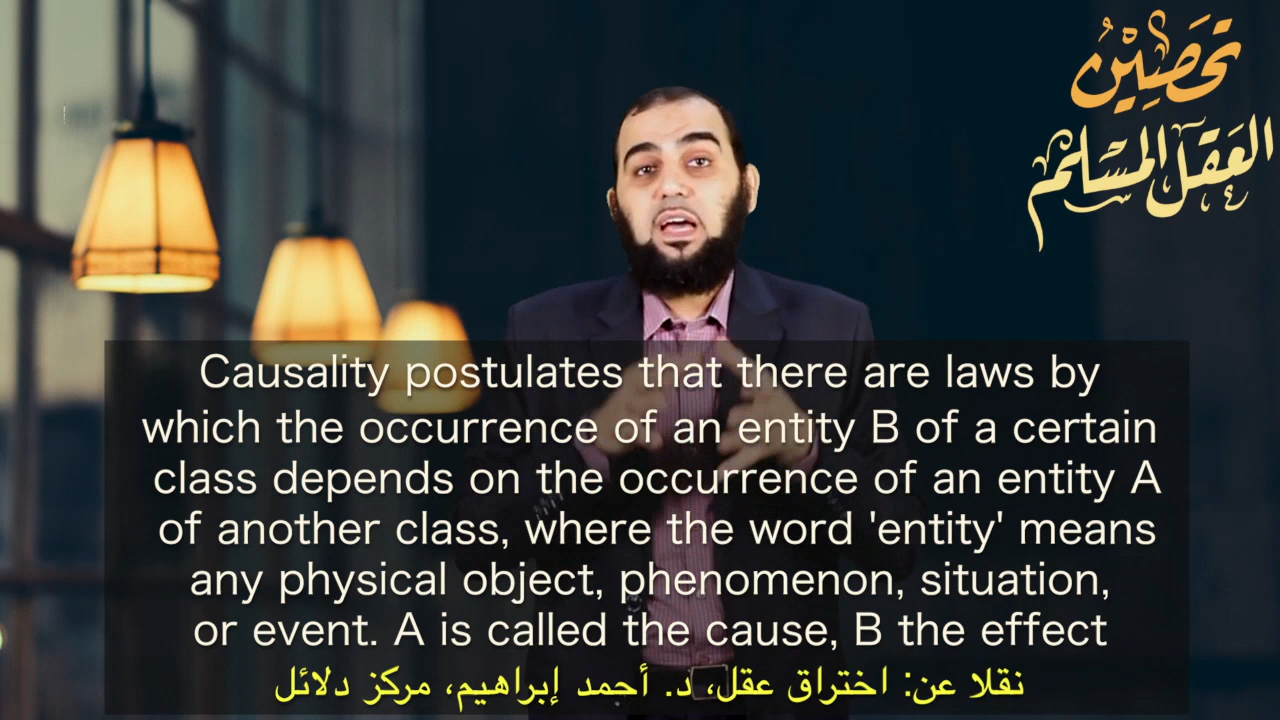 تحصين
العقل المسلم
Causality postulates that there are laws by
which the occurrence of an entity B of a certain
class depends on the occurrence of an entity A
of another class, where the word 'entity' means
any physical object, phenomenon, situation,
or event. A is called the cause, B the effect
نقلا عن: اختراق عقل، د. أحمد إبراهيم، مركز دلائل